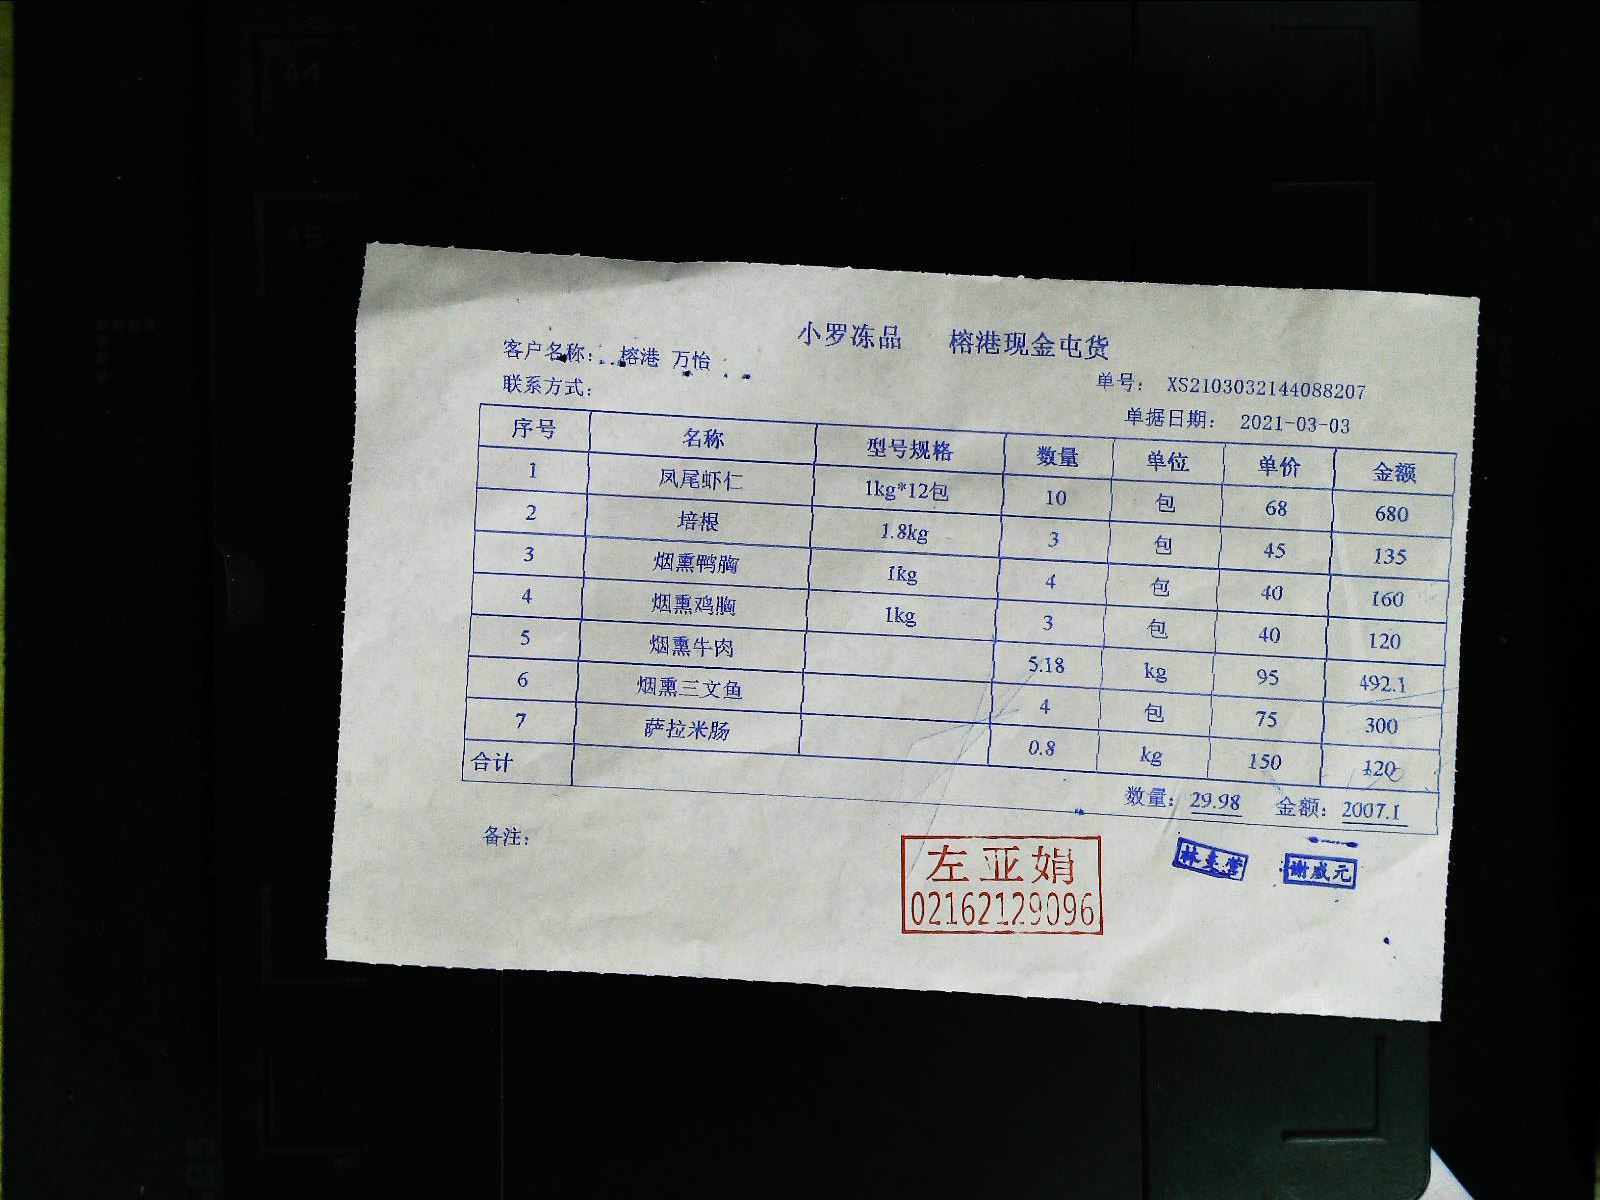 A4
A5
小罗冻品 榕港现金屯货
客户名称: 榕港 万怡
单号: XS2103032144088207
联系方式:
单据日期: 2021-03-03
序号 名称 型号规格 数量 单位 单价 金额
1 凤尾虾仁 1kg*12包 10 包 68 680
2 培根 1.8kg 3 包 45 135
3 烟熏鸭胸 1kg 4 包 40 160
4 烟熏鸡胸 1kg 3 包 40 120
5 烟熏牛肉 5.18 kg 95 492.1
6 烟熏三文鱼 4 包 75 300
7 萨拉米肠 0.8 kg 150 120
合计 数量: 29.98 金额: 2007.1
备注:
左亚娟
02162129096
谢威元